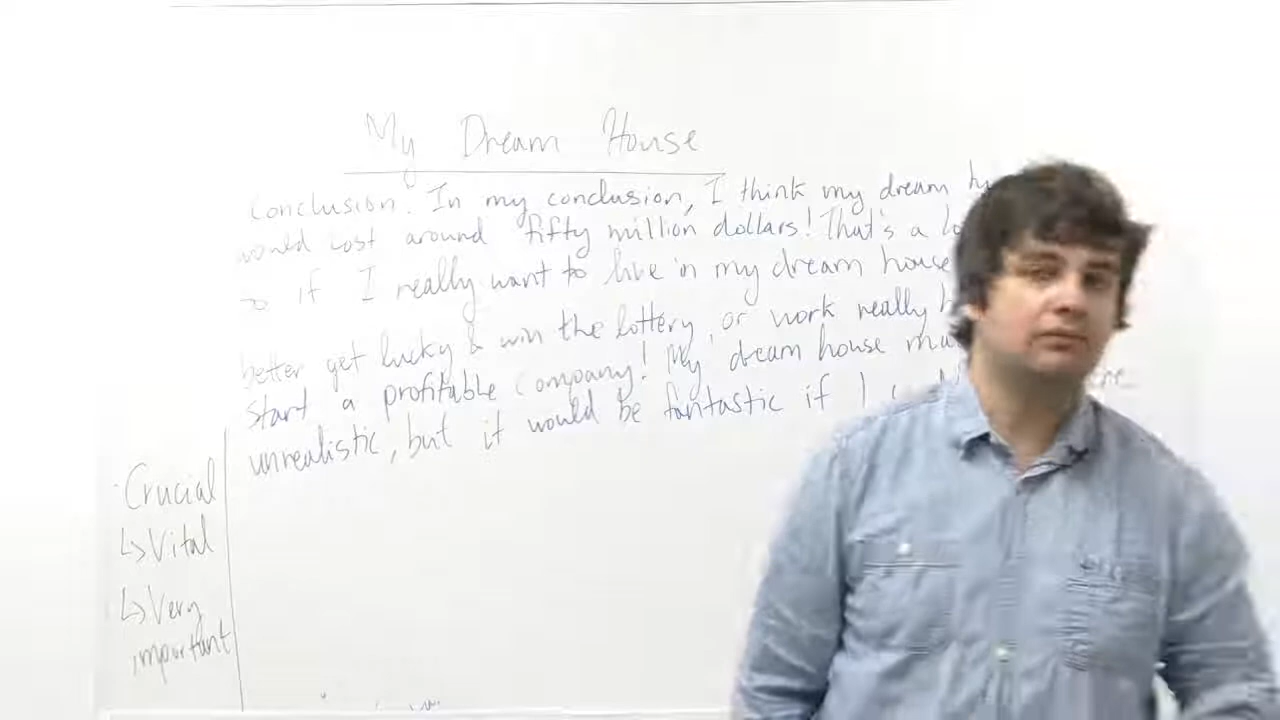 My Dream House
Conclusion. In my conclusion, I think my dream
would cost around fifty million dollars! That's a
so if I really want to live in my dream house
better get lucky & win the lottery, or work really
start a profitable company! My dream house
unrealistic, but it would be fantastic if I
Crucial
↳ Vital
↳ Very
important